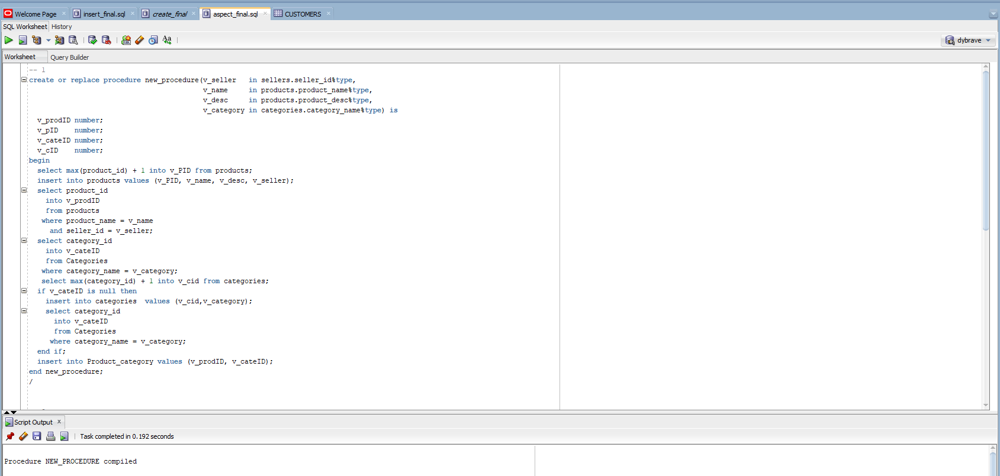 Welcome Page
insert_final.sql
create_final
aspect_final.sql
CUSTOMERS
SQL Worksheet History
Aa
dybrave
Worksheet Query Builder
-- 1
create or replace procedure new_procedure(v_seller   in sellers.seller_id%type,
v_name     in products.product_name%type,
v_desc     in products.product_desc%type,
v_category in categories.category_name%type) is
v_prodID number;
v_pID    number;
v_cateID number;
v_cID    number;
begin
select max(product_id) + 1 into v_PID from products;
insert into products values (v_PID, v_name, v_desc, v_seller);
select product_id
into v_prodID
from products
where product_name = v_name
and seller_id = v_seller;
select category_id
into v_cateID
from Categories
where category_name = v_category;
select max(category_id) + 1 into v_cid from categories;
if v_cateID is null then
insert into categories  values (v_cid,v_category);
select category_id
into v_cateID
from Categories
where category_name = v_category;
end if;
insert into Product_category values (v_prodID, v_cateID);
end new_procedure;
/
Script Output x
Task completed in 0.192 seconds
Procedure NEW_PROCEDURE compiled